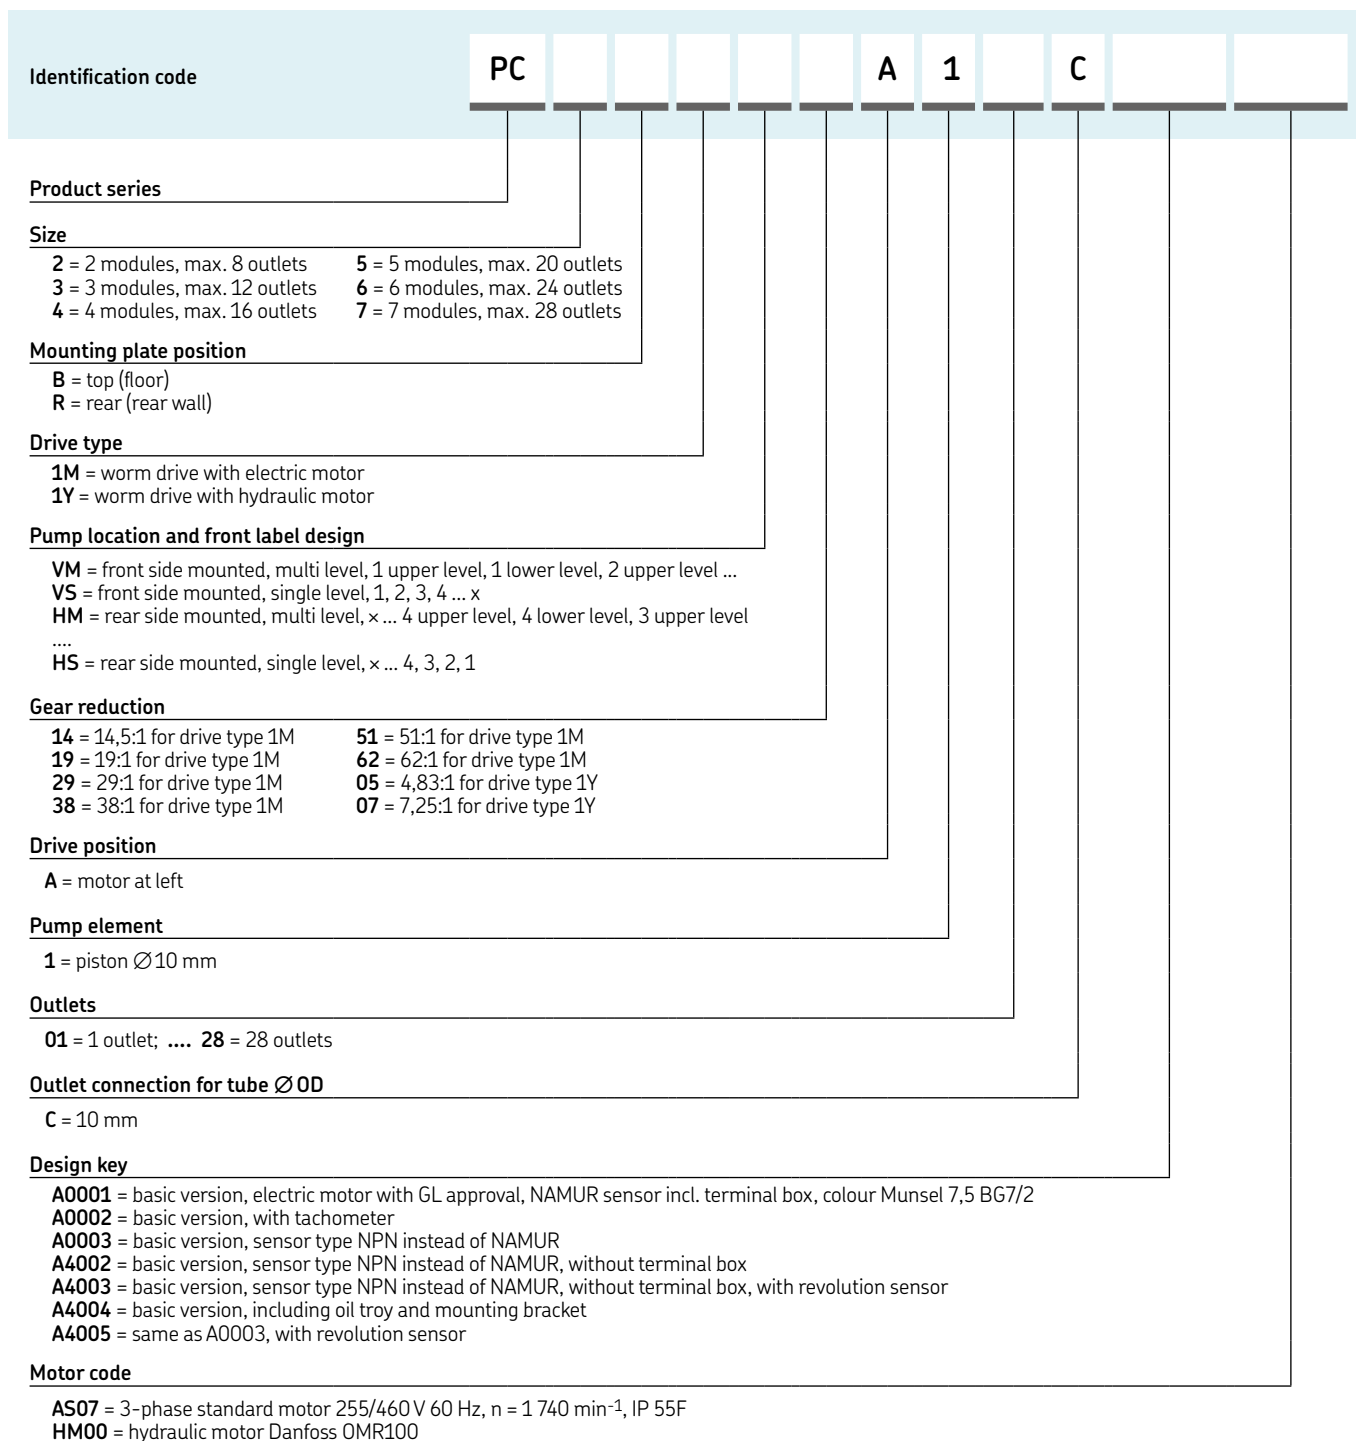 Identification code PC A 1 C
Product series
Size
2 = 2 modules, max. 8 outlets 5 = 5 modules, max. 20 outlets
3 = 3 modules, max. 12 outlets 6 = 6 modules, max. 24 outlets
4 = 4 modules, max. 16 outlets 7 = 7 modules, max. 28 outlets
Mounting plate position
B = top (floor)
R = rear (rear wall)
Drive type
1M = worm drive with electric motor
1Y = worm drive with hydraulic motor
Pump location and front label design
VM = front side mounted, multi level, 1 upper level, 1 lower level, 2 upper level ...
VS = front side mounted, single level, 1, 2, 3, 4 ... x
HM = rear side mounted, multi level, × ... 4 upper level, 4 lower level, 3 upper level
....
HS = rear side mounted, single level, × ... 4, 3, 2, 1
Gear reduction
14 = 14,5:1 for drive type 1M 51 = 51:1 for drive type 1M
19 = 19:1 for drive type 1M 62 = 62:1 for drive type 1M
29 = 29:1 for drive type 1M 05 = 4,83:1 for drive type 1Y
38 = 38:1 for drive type 1M 07 = 7,25:1 for drive type 1Y
Drive position
A = motor at left
Pump element
1 = piston ∅ 10 mm
Outlets
01 = 1 outlet; .... 28 = 28 outlets
Outlet connection for tube ∅ OD
C = 10 mm
Design key
A0001 = basic version, electric motor with GL approval, NAMUR sensor incl. terminal box, colour Munsel 7,5 BG7/2
A0002 = basic version, with tachometer
A0003 = basic version, sensor type NPN instead of NAMUR
A4002 = basic version, sensor type NPN instead of NAMUR, without terminal box
A4003 = basic version, sensor type NPN instead of NAMUR, without terminal box, with revolution sensor
A4004 = basic version, including oil troy and mounting bracket
A4005 = same as A0003, with revolution sensor
Motor code
AS07 = 3-phase standard motor 255/460 V 60 Hz, n = 1 740 min-1, IP 55F
HM00 = hydraulic motor Danfoss OMR100